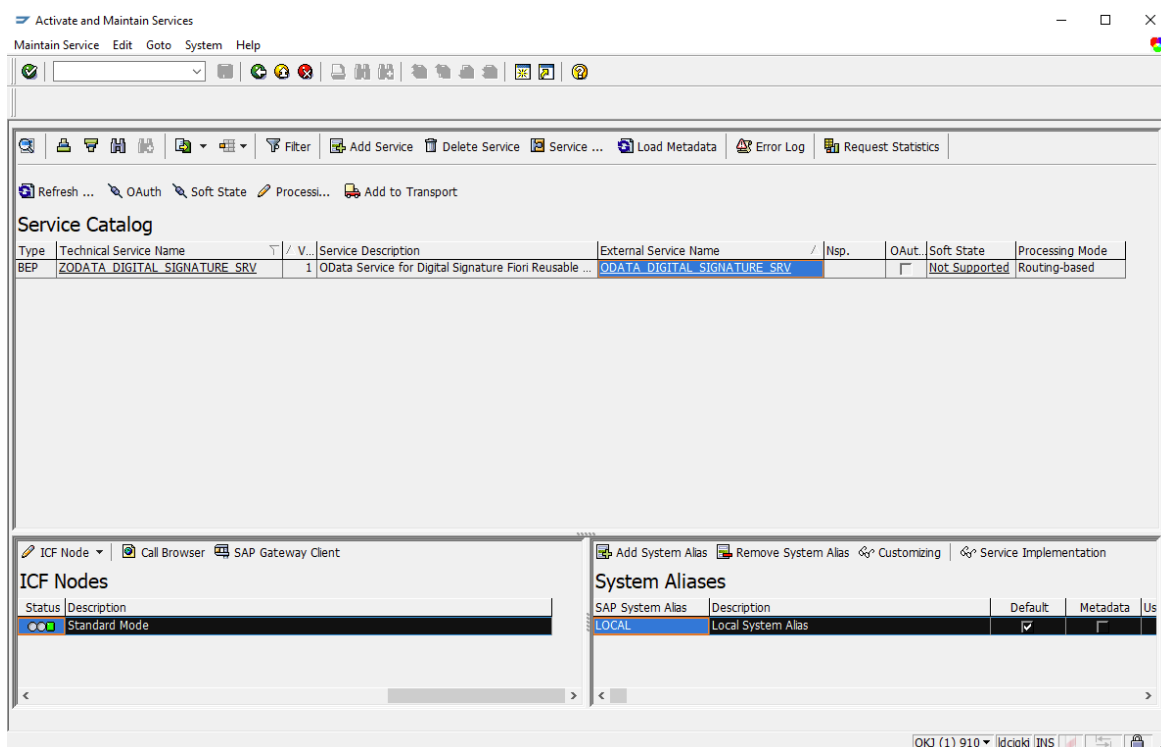 Activate and Maintain Services
Maintain Service Edit Goto System Help
Filter Add Service Delete Service Service ... Load Metadata Error Log Request Statistics
Refresh ... OAuth Soft State Processi... Add to Transport
Service Catalog
Type Technical Service Name V... Service Description External Service Name Nsp. OAut... Soft State Processing Mode
BEP ZODATA_DIGITAL_SIGNATURE_SRV 1 OData Service for Digital Signature Fiori Reusable ... ODATA_DIGITAL_SIGNATURE_SRV Not Supported Routing-based
ICF Node Call Browser SAP Gateway Client
Add System Alias Remove System Alias Customizing Service Implementation
ICF Nodes
System Aliases
Status Description
SAP System Alias Description Default Metadata Us
Standard Mode
LOCAL Local System Alias
OKJ (1) 910 ldciokj INS